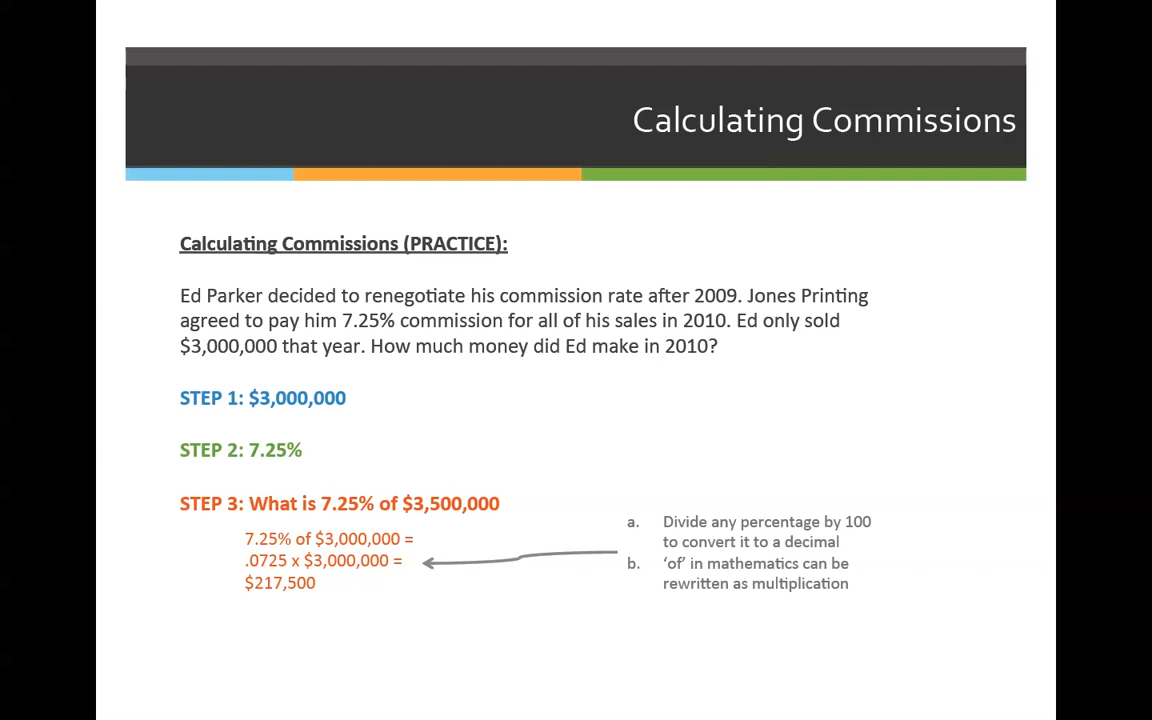 Calculating Commissions
Calculating Commissions (PRACTICE):
Ed Parker decided to renegotiate his commission rate after 2009. Jones Printing
agreed to pay him 7.25% commission for all of his sales in 2010. Ed only sold
$3,000,000 that year. How much money did Ed make in 2010?
STEP 1: $3,000,000
STEP 2: 7.25%
STEP 3: What is 7.25% of $3,500,000
7.25% of $3,000,000 =
.0725 x $3,000,000 =
$217,500
a. Divide any percentage by 100
to convert it to a decimal
b. ‘of’ in mathematics can be
rewritten as multiplication